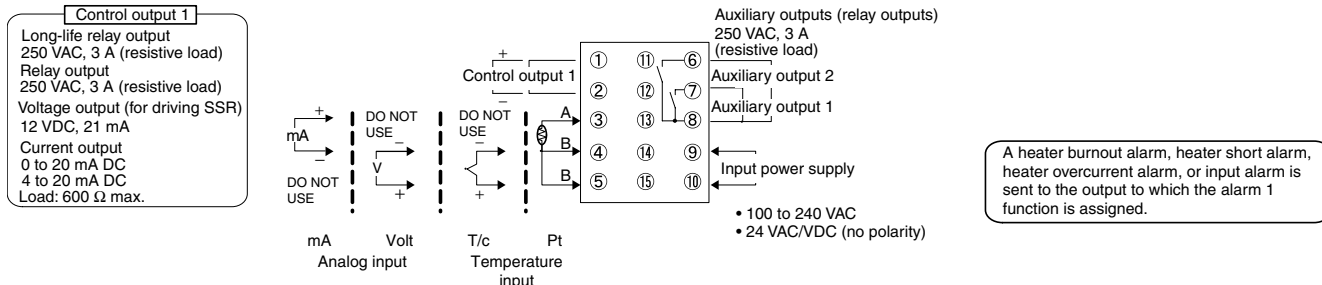 Control output 1
Long-life relay output
250 VAC, 3 A (resistive load)
Relay output
250 VAC, 3 A (resistive load)
Voltage output (for driving SSR)
12 VDC, 21 mA
Current output
0 to 20 mA DC
4 to 20 mA DC
Load: 600 Ω max.
+
mA
−
DO NOT
USE
DO NOT
USE
−
V
+
DO NOT
USE
−
+
+
Control output 1
−
A
B
B
① ⑪ ⑥
② ⑫ ⑦
③ ⑬ ⑧
④ ⑭ ⑨
⑤ ⑮ ⑩
Auxiliary outputs (relay outputs)
250 VAC, 3 A
(resistive load)
Auxiliary output 2
Auxiliary output 1
Input power supply
• 100 to 240 VAC
• 24 VAC/VDC (no polarity)
mA Volt T/c Pt
Analog input Temperature
input
A heater burnout alarm, heater short alarm,
heater overcurrent alarm, or input alarm is
sent to the output to which the alarm 1
function is assigned.